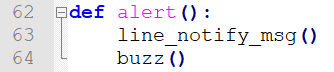 62 def alert():
63     line_notify_msg()
64     buzz()